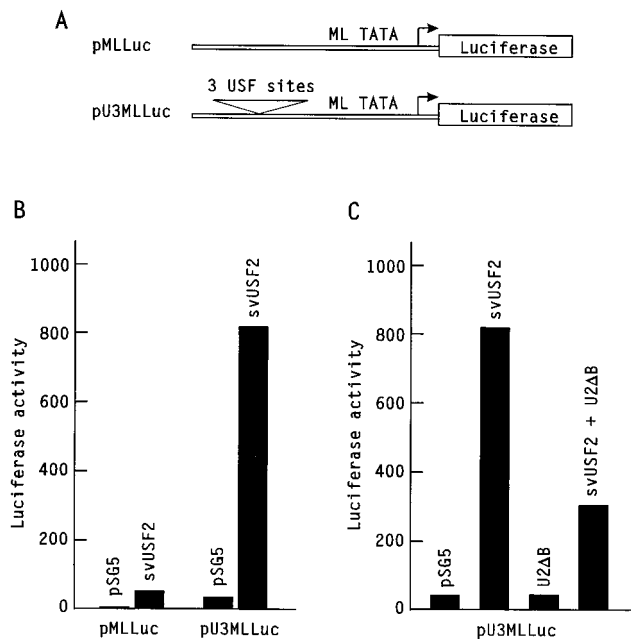 A
pMLLuc
ML TATA
Luciferase
3 USF sites
pU3MLLuc
ML TATA
Luciferase
B
Luciferase activity
1000
800
600
400
200
0
pSG5
svUSF2
pSG5
svUSF2
pMLLuc
pU3MLLuc
C
Luciferase activity
1000
800
600
400
200
0
pSG5
svUSF2
U2ΔB
svUSF2 + U2ΔB
pU3MLLuc